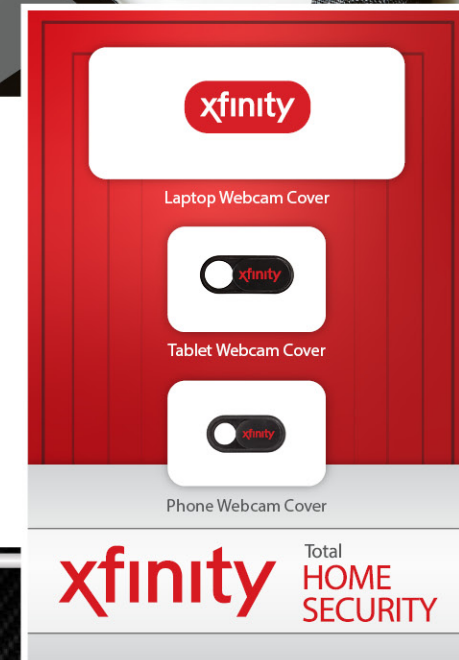 xfinity
Laptop Webcam Cover
xfinity
Tablet Webcam Cover
xfinity
Phone Webcam Cover
xfinity Total HOME SECURITY